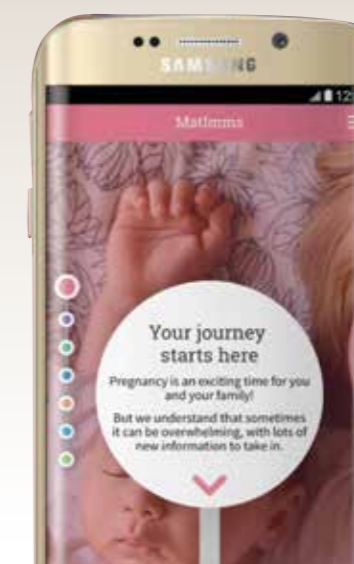 SAMSUNG
12:
MatImms
Your journey
starts here
Pregnancy is an exciting time for you
and your family!
But we understand that sometimes
it can be overwhelming, with lots of
new information to take in.